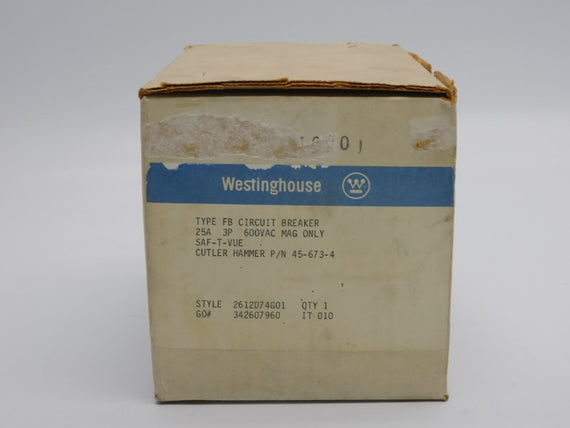 Westinghouse
TYPE FB CIRCUIT BREAKER
25A 3P 600VAC MAG ONLY
SAF-T-VUE
CUTLER HAMMER P/N 45-673-4
STYLE 2612D74G01 QTY 1
GO# 342607960 IT 010